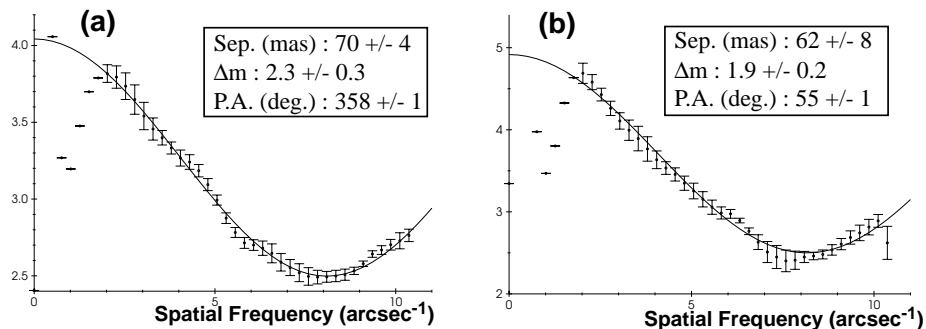 (a)
Sep. (mas) : 70 +/- 4
Δm : 2.3 +/- 0.3
P.A. (deg.) : 358 +/- 1
4.0
3.5
3.0
2.5
0
5
10
Spatial Frequency (arcsec⁻¹)
(b)
Sep. (mas) : 62 +/- 8
Δm : 1.9 +/- 0.2
P.A. (deg.) : 55 +/- 1
5
4
3
2
0
5
10
Spatial Frequency (arcsec⁻¹)